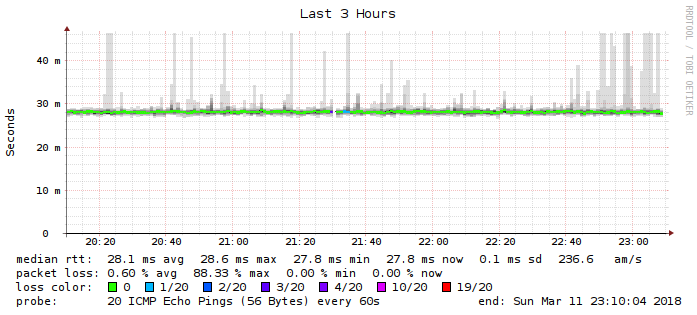 Last 3 Hours
RRDTOOL / TOBI OETIKER
Seconds
40 m
30 m
20 m
10 m
0
20:20 20:40 21:00 21:20 21:40 22:00 22:20 22:40 23:00
median rtt: 28.1 ms avg 28.6 ms max 27.8 ms min 27.8 ms now 0.1 ms sd 236.6 am/s
packet loss: 0.60 % avg 88.33 % max 0.00 % min 0.00 % now
loss color: 0 1/20 2/20 3/20 4/20 10/20 19/20
probe: 20 ICMP Echo Pings (56 Bytes) every 60s end: Sun Mar 11 23:10:04 2018